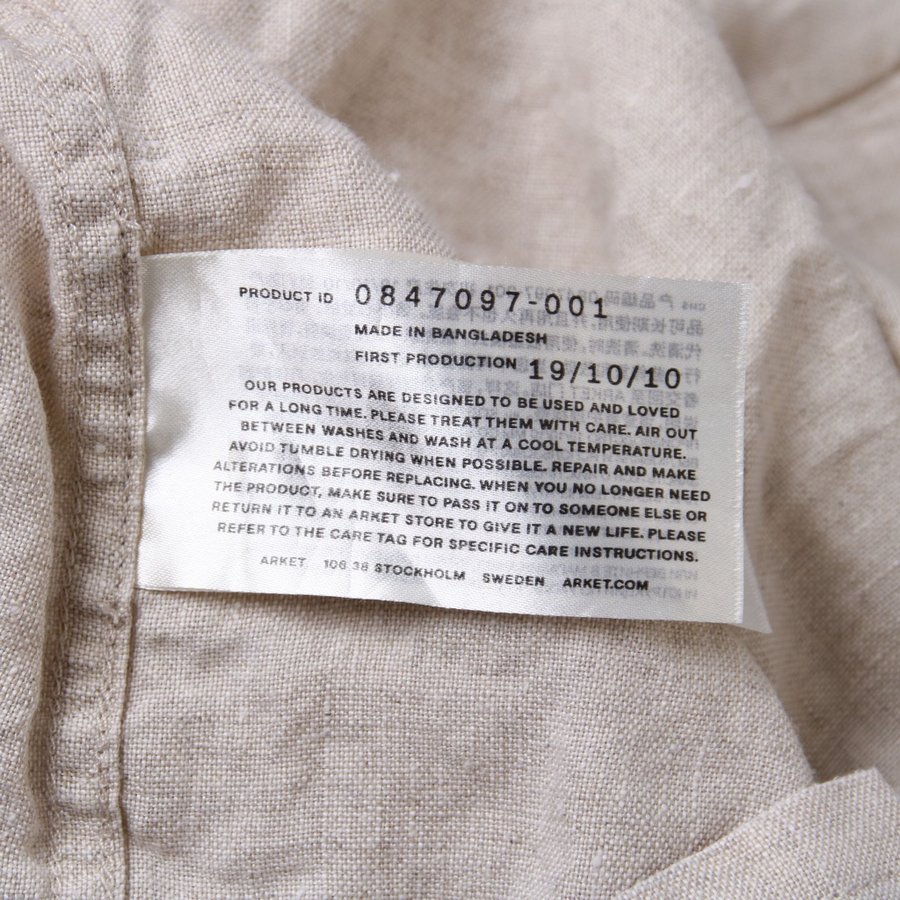 PRODUCT ID 0847097-001
MADE IN BANGLADESH
FIRST PRODUCTION 19/10/10
OUR PRODUCTS ARE DESIGNED TO BE USED AND LOVED
FOR A LONG TIME. PLEASE TREAT THEM WITH CARE. AIR OUT
BETWEEN WASHES AND WASH AT A COOL TEMPERATURE.
AVOID TUMBLE DRYING WHEN POSSIBLE. REPAIR AND MAKE
ALTERATIONS BEFORE REPLACING. WHEN YOU NO LONGER NEED
THE PRODUCT, MAKE SURE TO PASS IT ON TO SOMEONE ELSE OR
RETURN IT TO AN ARKET STORE TO GIVE IT A NEW LIFE. PLEASE
REFER TO THE CARE TAG FOR SPECIFIC CARE INSTRUCTIONS.
ARKET 106 38 STOCKHOLM SWEDEN ARKET.COM